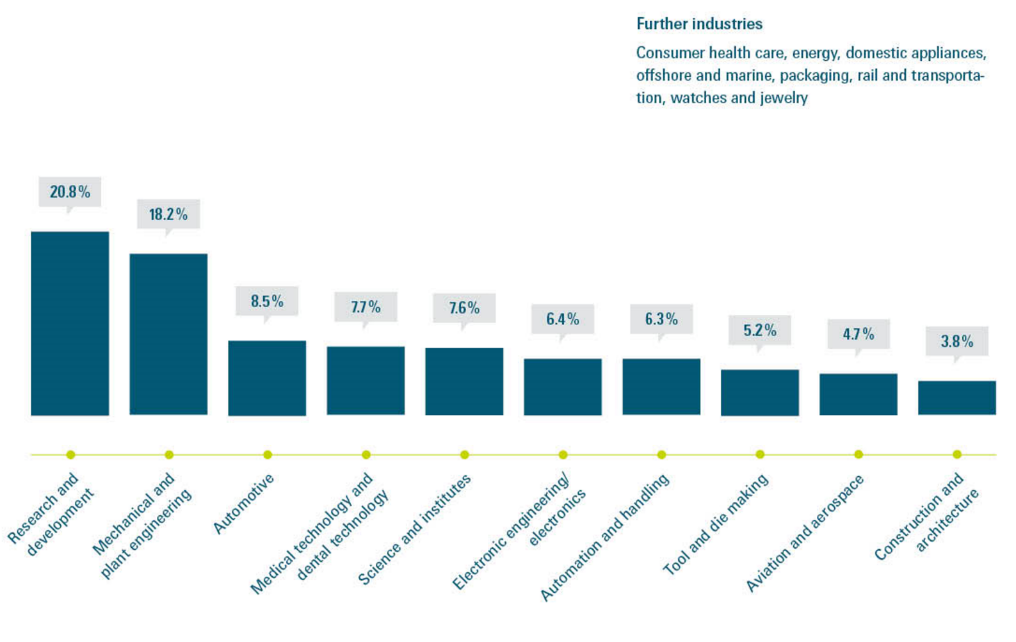 Further industries
Consumer health care, energy, domestic appliances,
offshore and marine, packaging, rail and transporta-
tion, watches and jewelry
20.8%
18.2%
8.5%
7.7%
7.6%
6.4%
6.3%
5.2%
4.7%
3.8%
Research and
development
Mechanical and
plant engineering
Automotive
Medical technology and
dental technology
Science and institutes
Electronic engineering/
electronics
Automation and handling
Tool and die making
Aviation and aerospace
Construction and
architecture